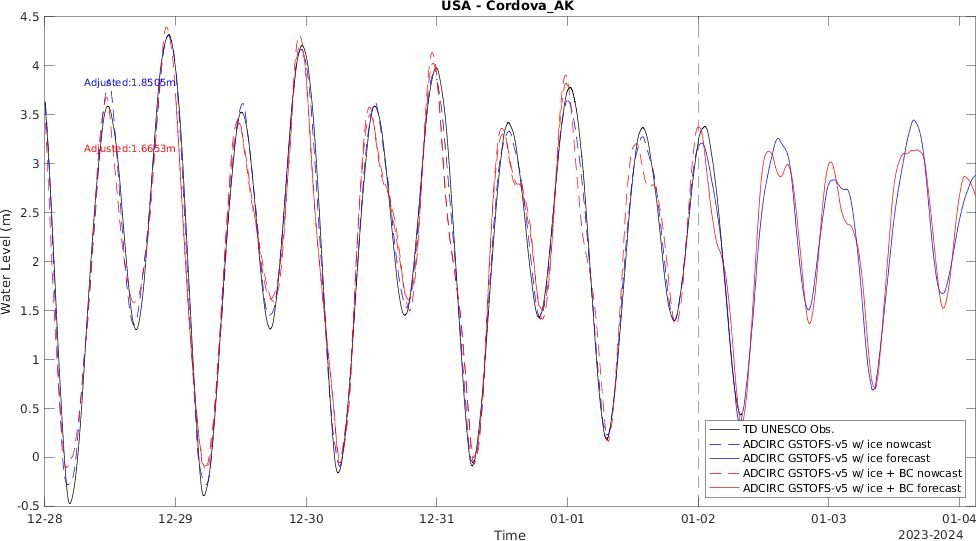 USA - Cordova_AK
4.5
4
3.5
3
2.5
2
1.5
1
0.5
0
-0.5
Water Level (m)
Adjusted:1.8505m
Adjusted:1.6653m
TD UNESCO Obs.
ADCIRC GSTOFS-v5 w/ ice nowcast
ADCIRC GSTOFS-v5 w/ ice forecast
ADCIRC GSTOFS-v5 w/ ice + BC nowcast
ADCIRC GSTOFS-v5 w/ ice + BC forecast
12-28 12-29 12-30 12-31 01-01 01-02 01-03 01-04
Time
2023-2024